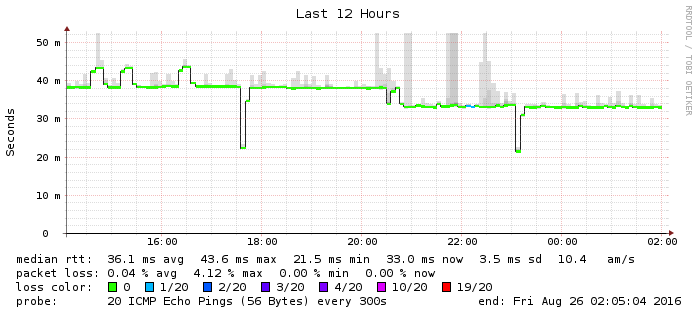 Last 12 Hours
RRDTOOL / TOBI OETIKER
Seconds
50 m
40 m
30 m
20 m
10 m
0
16:00 18:00 20:00 22:00 00:00 02:00
median rtt: 36.1 ms avg 43.6 ms max 21.5 ms min 33.0 ms now 3.5 ms sd 10.4 am/s
packet loss: 0.04 % avg 4.12 % max 0.00 % min 0.00 % now
loss color: 0 1/20 2/20 3/20 4/20 10/20 19/20
probe: 20 ICMP Echo Pings (56 Bytes) every 300s end: Fri Aug 26 02:05:04 2016